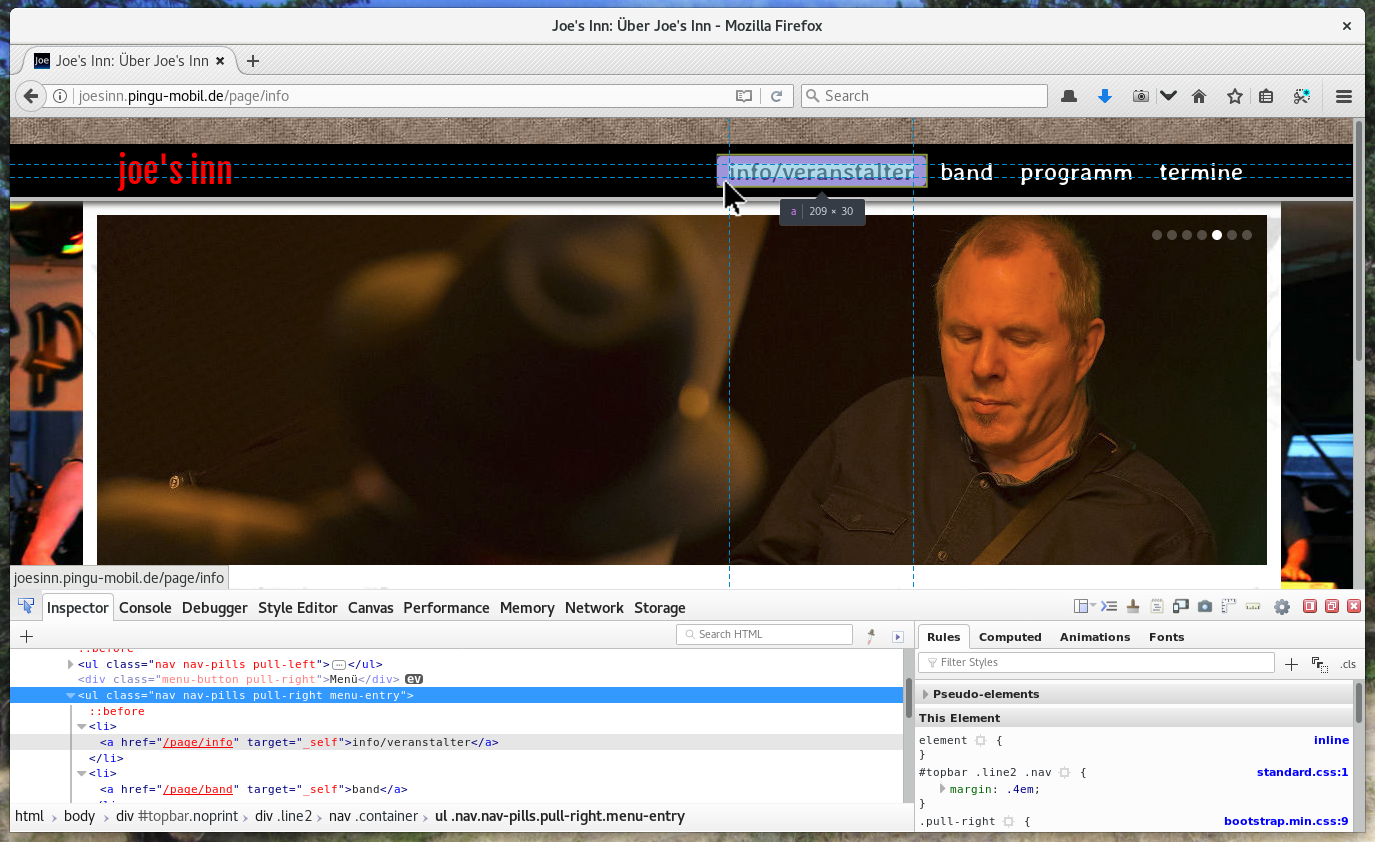 Joe's Inn: Über Joe's Inn - Mozilla Firefox
Joe Joe's Inn: Über Joe's Inn
joesinn.pingu-mobil.de/page/info
Search
joe's inn
info/veranstalter band programm termine
a 209 × 30
joesinn.pingu-mobil.de/page/info
Inspector Console Debugger Style Editor Canvas Performance Memory Network Storage
Search HTML
Rules Computed Animations Fonts
Filter Styles
.cls
::before
<ul class="nav nav-pills pull-left"></ul>
<div class="menu-button pull-right">Menü</div> ev
<ul class="nav nav-pills pull-right menu-entry">
::before
<li>
<a href="/page/info" target="_self">info/veranstalter</a>
</li>
<li>
<a href="/page/band" target="_self">band</a>
Pseudo-elements
This Element
element { inline
}
#topbar .line2 .nav { standard.css:1
margin: .4em;
}
.pull-right { bootstrap.min.css:9
html body div #topbar.noprint div .line2 nav .container ul .nav.nav-pills.pull-right.menu-entry